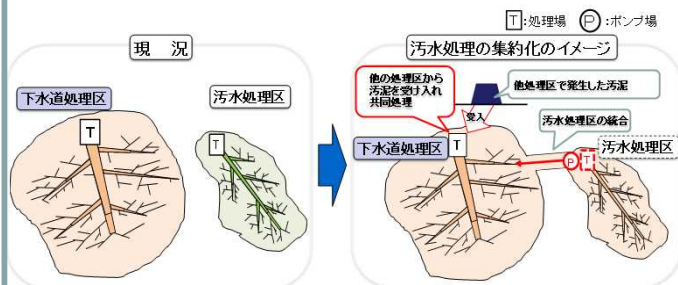 T:処理場 P:ポンプ場
現況
下水道処理区
汚水処理区
T
T
汚水処理の集約化のイメージ
他の処理区から
汚泥を受け入れ
共同処理
他処理区で発生した汚泥
受入
汚水処理区の統合
下水道処理区
汚水処理区
T
P
T